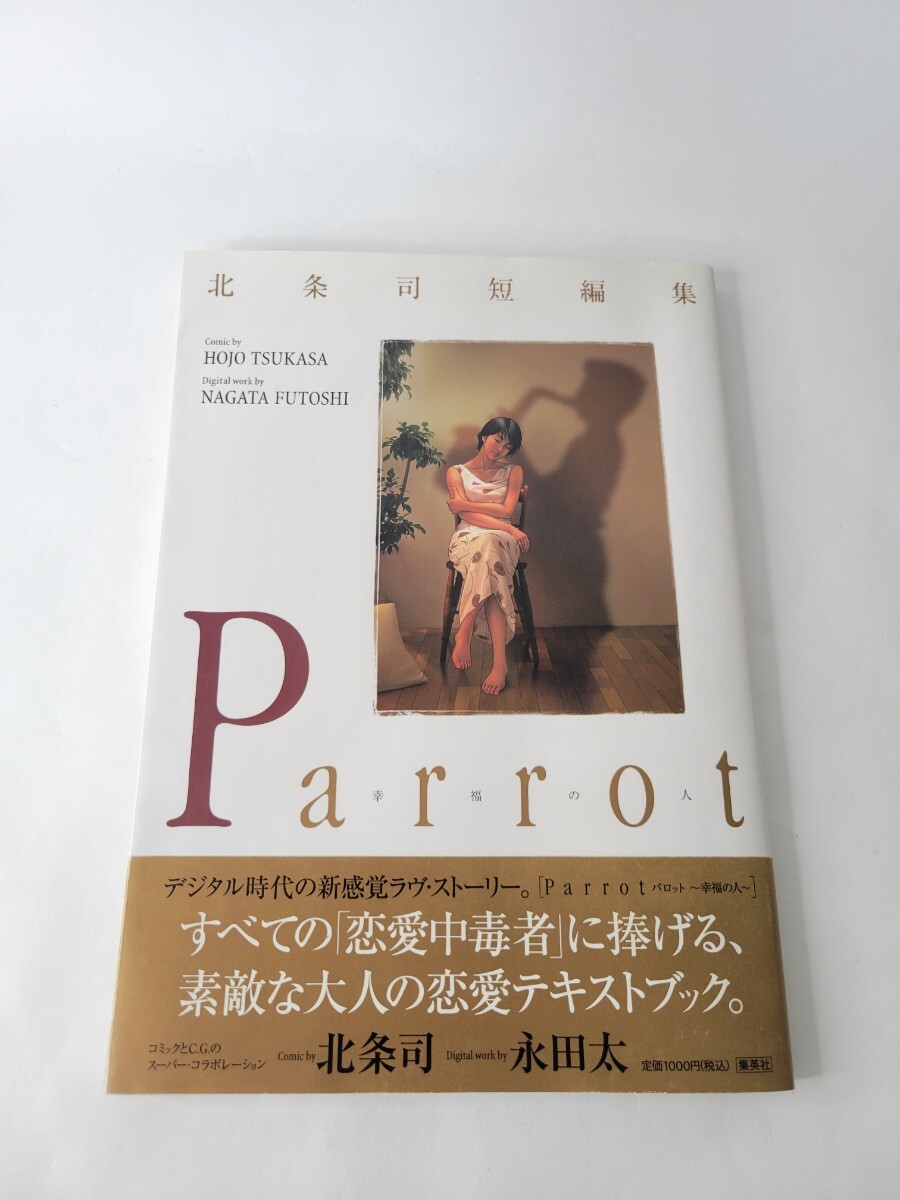 北条司短編集
Comic by
HOJO TSUKASA
Digital work by
NAGATA FUTOSHI
Parrot
幸福の人
デジタル時代の新感覚ラヴ・ストーリー。[Parrot パロット 〜幸福の人〜]
すべての「恋愛中毒者」に捧げる、
素敵な大人の恋愛テキストブック。
コミックとC.G.の
スーパー・コラボレーション
Comic by 北条司 Digital work by 永田太 定価1000円(税込) 集英社